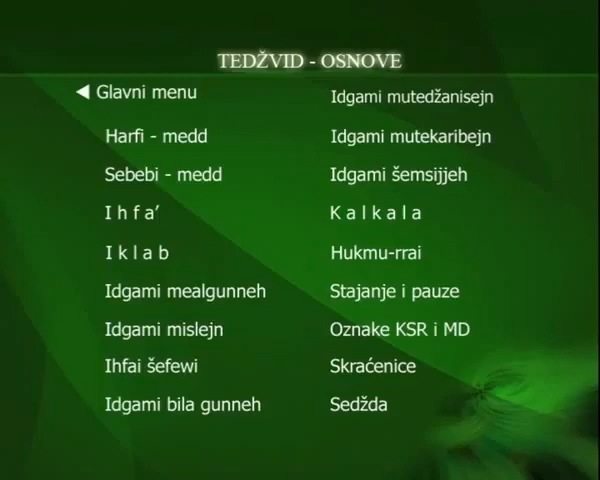 TEDŽVID - OSNOVE
Glavni menu
Harfi - medd
Sebebi - medd
I h f a'
I k l a b
Idgami mealgunneh
Idgami mislejn
Ihfai šefewi
Idgami bila gunneh
Idgami mutedžanisejn
Idgami mutekaribejn
Idgami šemsijjeh
K a l k a l a
Hukmu-rrai
Stajanje i pauze
Oznake KSR i MD
Skraćenice
Sedžda